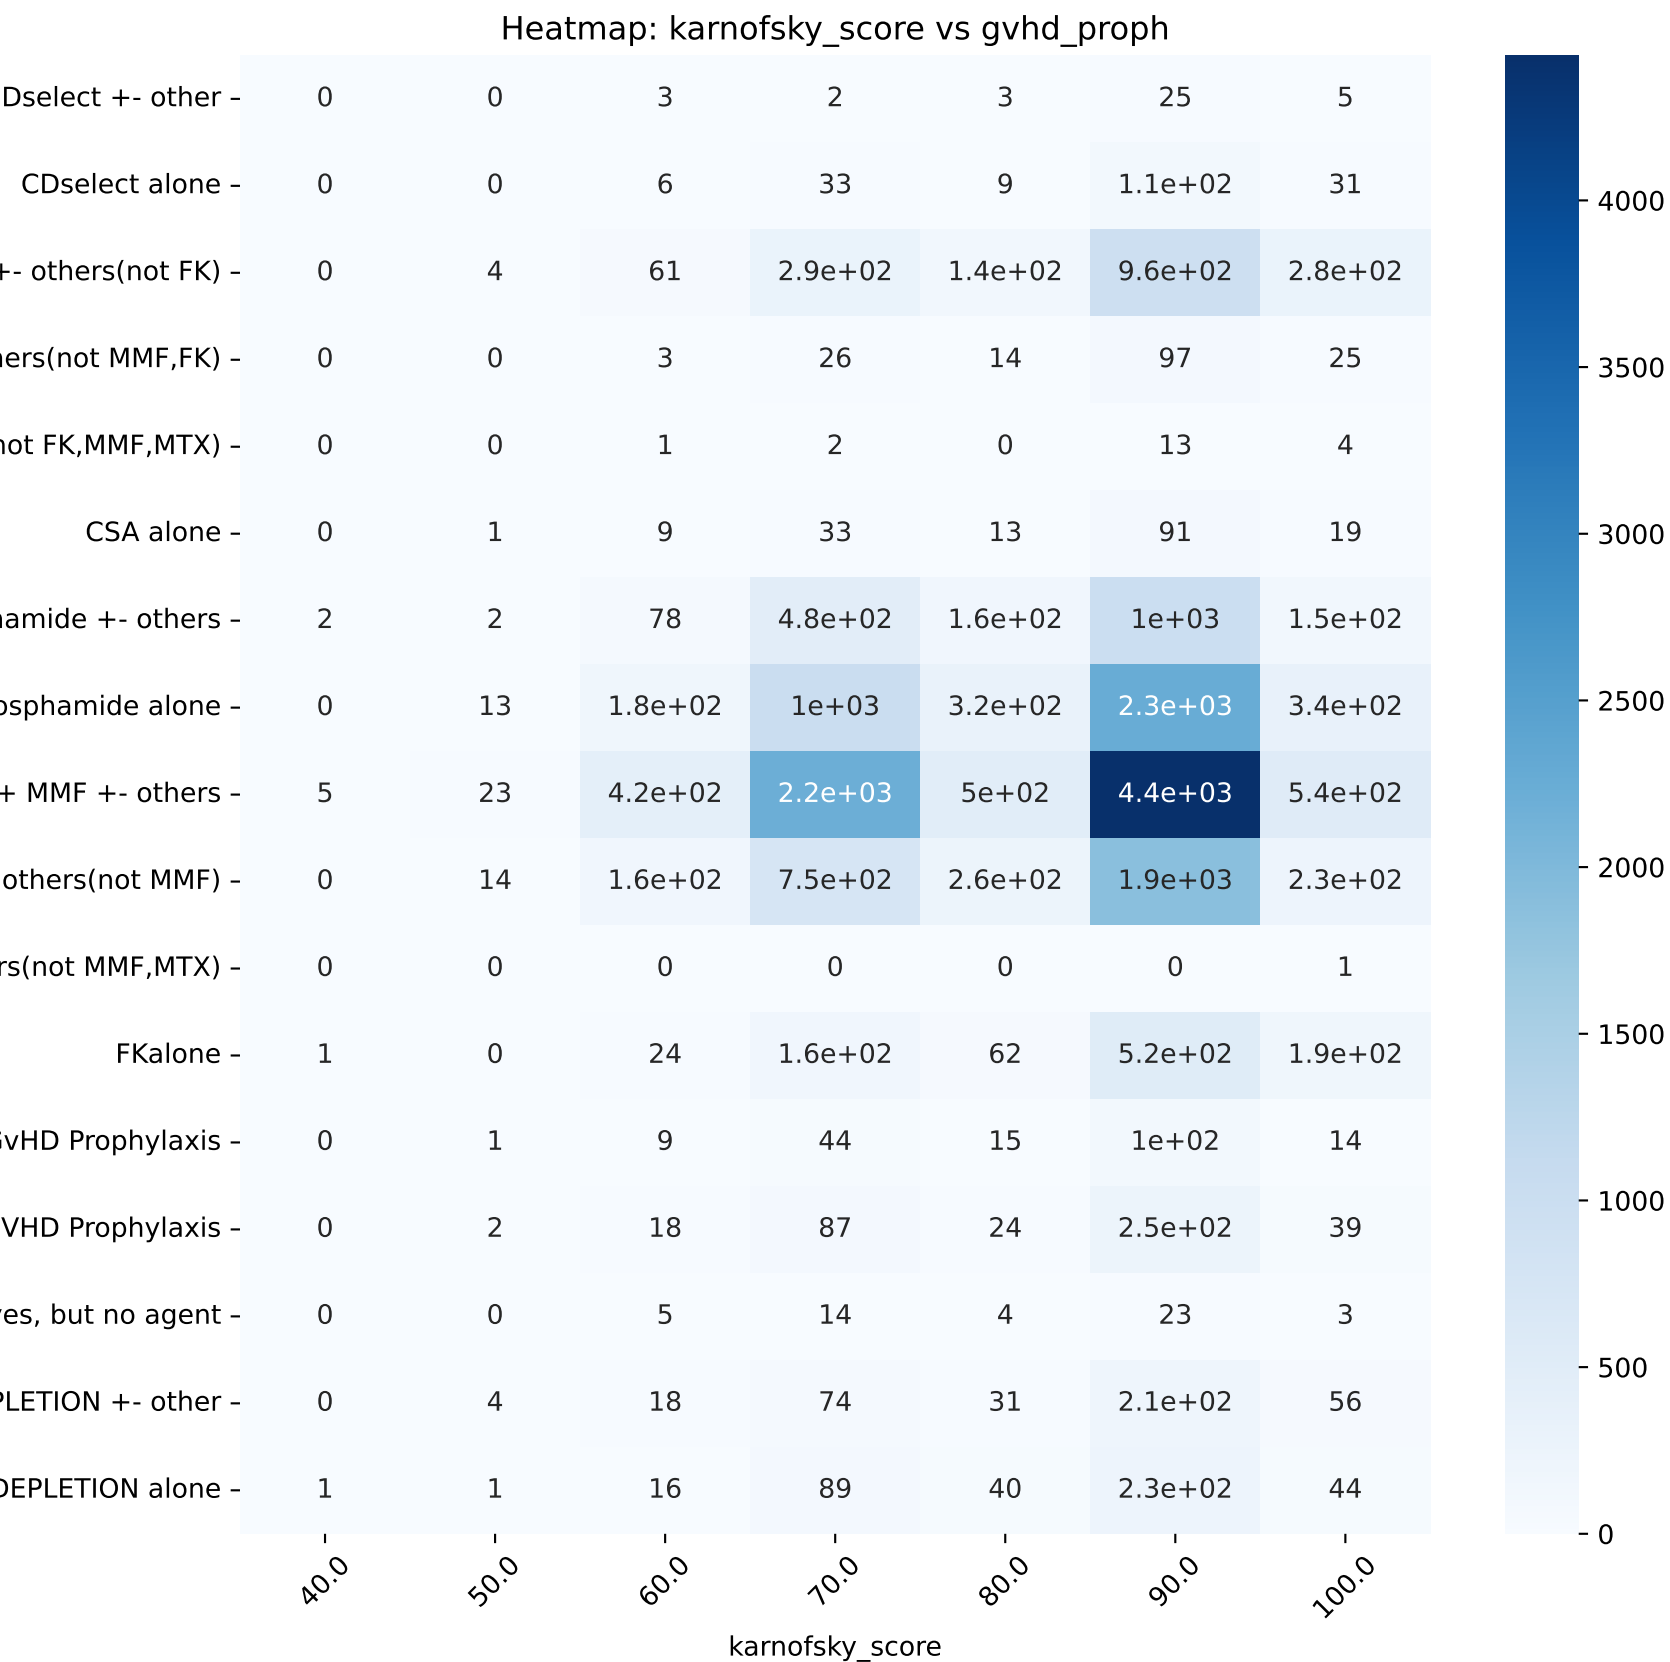 Heatmap: karnofsky_score vs gvhd_proph
Dselect +- other 0 0 3 2 3 25 5
CDselect alone 0 0 6 33 9 1.1e+02 31
+- others(not FK) 0 4 61 2.9e+02 1.4e+02 9.6e+02 2.8e+02
ers(not MMF,FK) 0 0 3 26 14 97 25
not FK,MMF,MTX) 0 0 1 2 0 13 4
CSA alone 0 1 9 33 13 91 19
amide +- others 2 2 78 4.8e+02 1.6e+02 1e+03 1.5e+02
osphamide alone 0 13 1.8e+02 1e+03 3.2e+02 2.3e+03 3.4e+02
+ MMF +- others 5 23 4.2e+02 2.2e+03 5e+02 4.4e+03 5.4e+02
others(not MMF) 0 14 1.6e+02 7.5e+02 2.6e+02 1.9e+03 2.3e+02
rs(not MMF,MTX) 0 0 0 0 0 0 1
FKalone 1 0 24 1.6e+02 62 5.2e+02 1.9e+02
GvHD Prophylaxis 0 1 9 44 15 1e+02 14
VHD Prophylaxis 0 2 18 87 24 2.5e+02 39
yes, but no agent 0 0 5 14 4 23 3
PLETION +- other 0 4 18 74 31 2.1e+02 56
DEPLETION alone 1 1 16 89 40 2.3e+02 44
40.0 50.0 60.0 70.0 80.0 90.0 100.0
karnofsky_score
4000
3500
3000
2500
2000
1500
1000
500
0